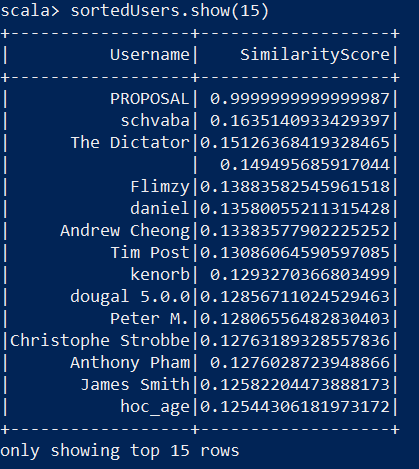 scala> sortedUsers.show(15)
+------------------+-------------------+
|          Username|    SimilarityScore|
+------------------+-------------------+
|          PROPOSAL| 0.9999999999999987|
|           schvaba| 0.1635140933429397|
|      The Dictator|0.15126368419328465|
|                  |  0.149495685917044|
|            Flimzy|0.13883582545961518|
|            daniel|0.13580055211315428|
|     Andrew Cheong|0.13383577902225252|
|          Tim Post|0.13086064590597085|
|            kenorb| 0.1293270366803499|
|      dougal 5.0.0|0.12856711024529463|
|          Peter M.|0.12806556482830403|
|Christophe Strobbe|0.12763189328557836|
|      Anthony Pham| 0.1276028723948866|
|       James Smith|0.12582204473888173|
|           hoc_age|0.12544306181973172|
+------------------+-------------------+
only showing top 15 rows